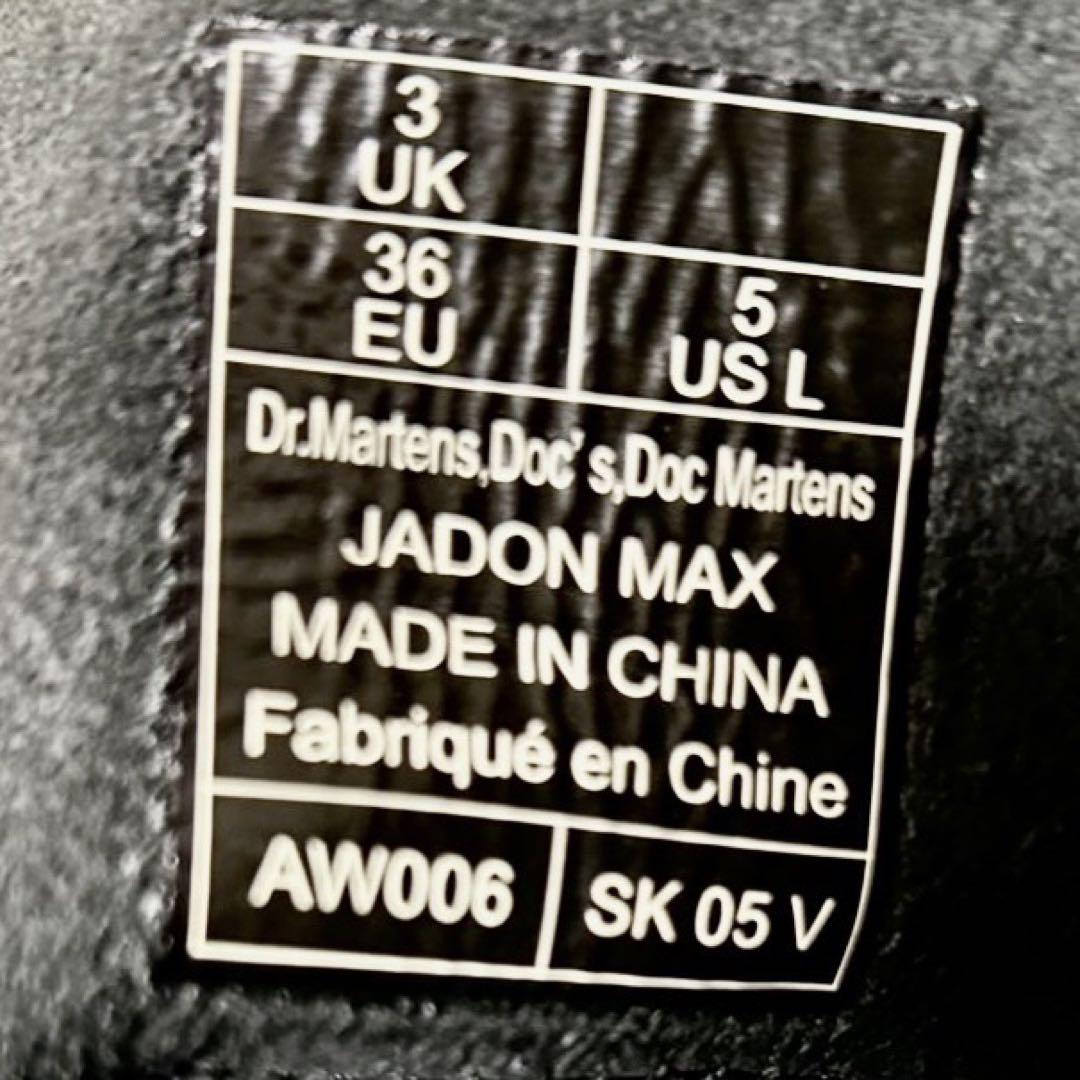 3
UK
36
EU
5
US L
Dr.Martens,Doc's,Doc Martens
JADON MAX
MADE IN CHINA
Fabriqué en Chine
AW006
SK 05 V